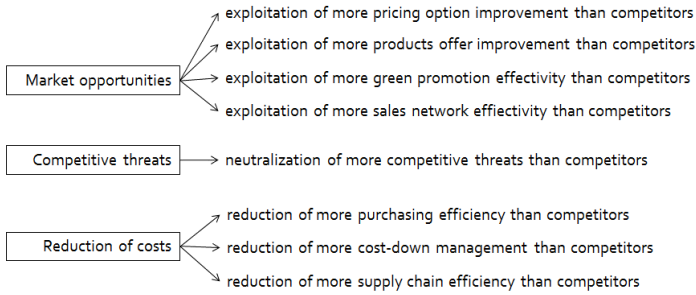 exploitation of more pricing option improvement than competitors
exploitation of more products offer improvement than competitors
Market opportunities
exploitation of more green promotion effectivity than competitors
exploitation of more sales network effiectivity than competitors
Competitive threats
neutralization of more competitive threats than competitors
reduction of more purchasing efficiency than competitors
Reduction of costs
reduction of more cost-down management than competitors
reduction of more supply chain efficiency than competitors